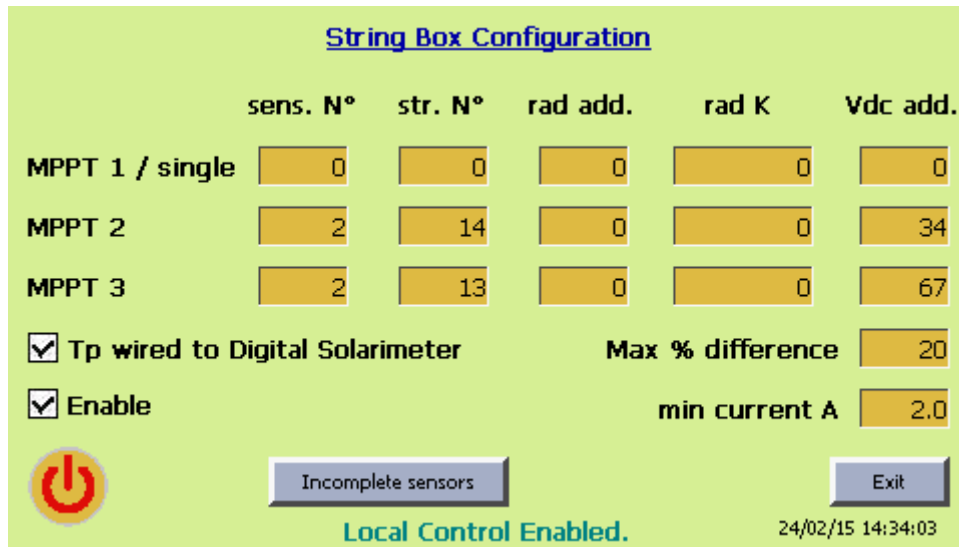 String Box Configuration
sens. N° str. N° rad add. rad K Vdc add.
MPPT 1 / single 0 0 0 0 0
MPPT 2 2 14 0 0 34
MPPT 3 2 13 0 0 67
Tp wired to Digital Solarimeter Max % difference 20
Enable min current A 2.0
Incomplete sensors Exit
Local Control Enabled. 24/02/15 14:34:03